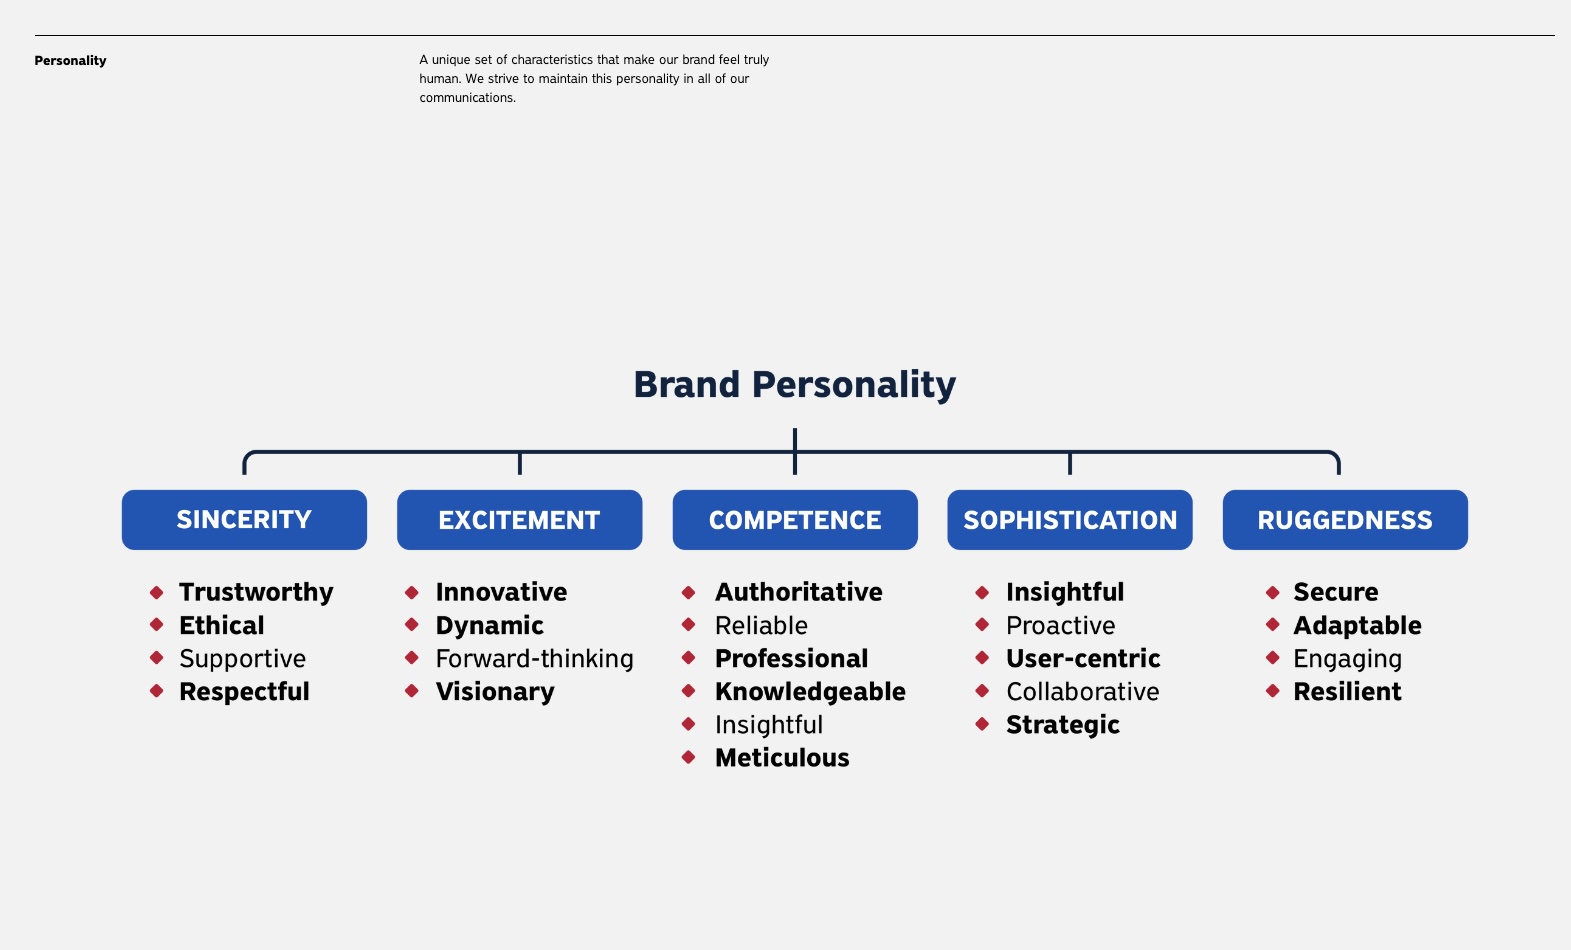 Personality
A unique set of characteristics that make our brand feel truly
human. We strive to maintain this personality in all of our
communications.
Brand Personality
SINCERITY
Trustworthy
Ethical
Supportive
Respectful
EXCITEMENT
Innovative
Dynamic
Forward-thinking
Visionary
COMPETENCE
Authoritative
Reliable
Professional
Knowledgeable
Insightful
Meticulous
SOPHISTICATION
Insightful
Proactive
User-centric
Collaborative
Strategic
RUGGEDNESS
Secure
Adaptable
Engaging
Resilient